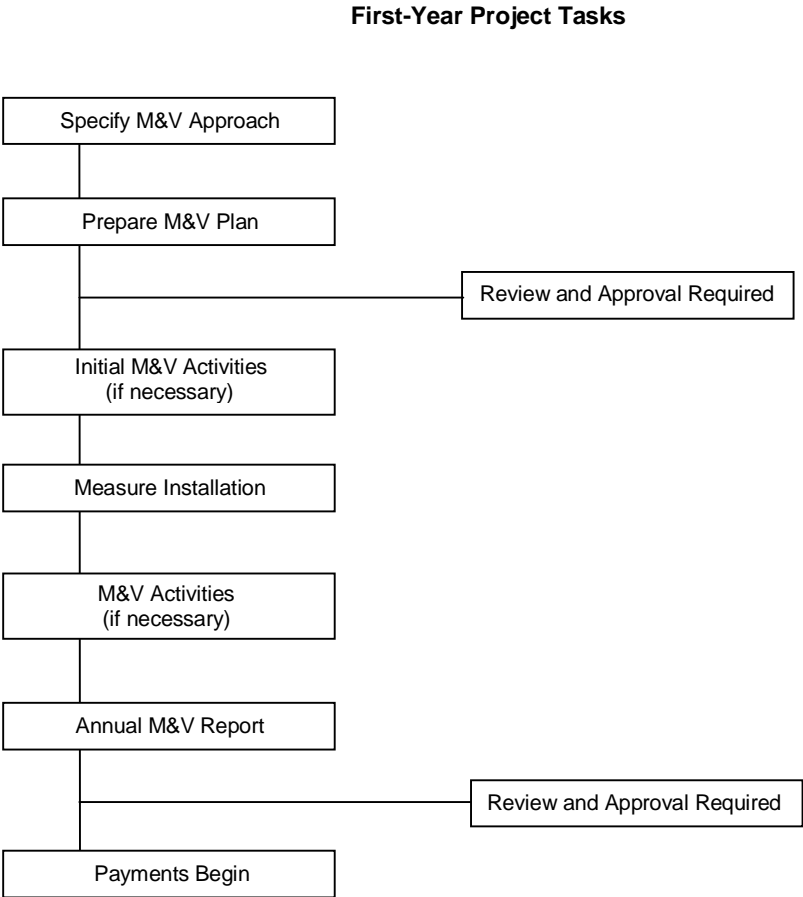 First-Year Project Tasks
Specify M&V Approach
Prepare M&V Plan
Review and Approval Required
Initial M&V Activities
(if necessary)
Measure Installation
M&V Activities
(if necessary)
Annual M&V Report
Review and Approval Required
Payments Begin